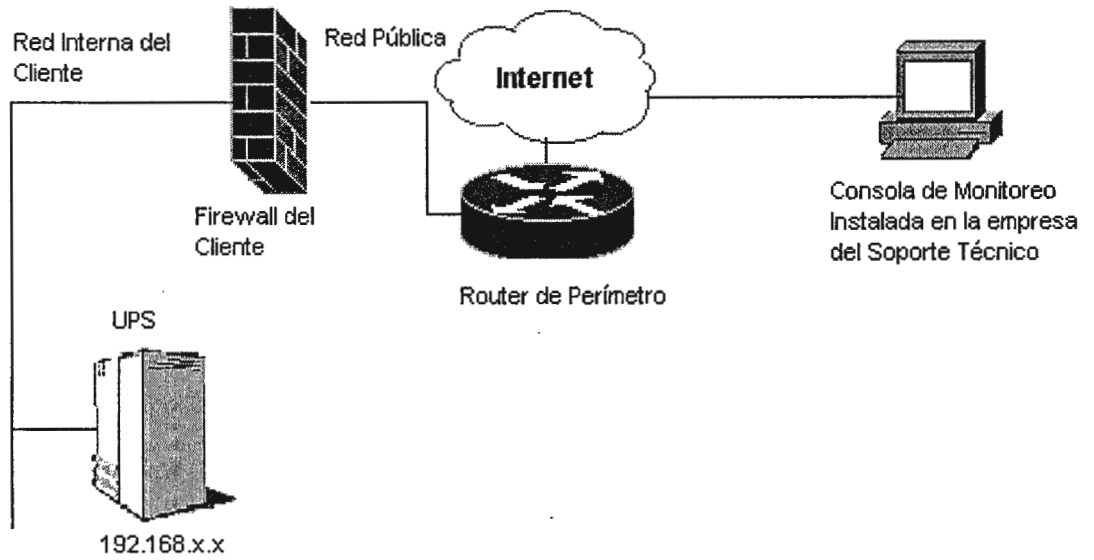 Red Interna del
Cliente
Red Pública
Internet
Firewall del
Cliente
Consola de Monitoreo
Instalada en la empresa
del Soporte Técnico
Router de Perímetro
UPS
192.168.x.x